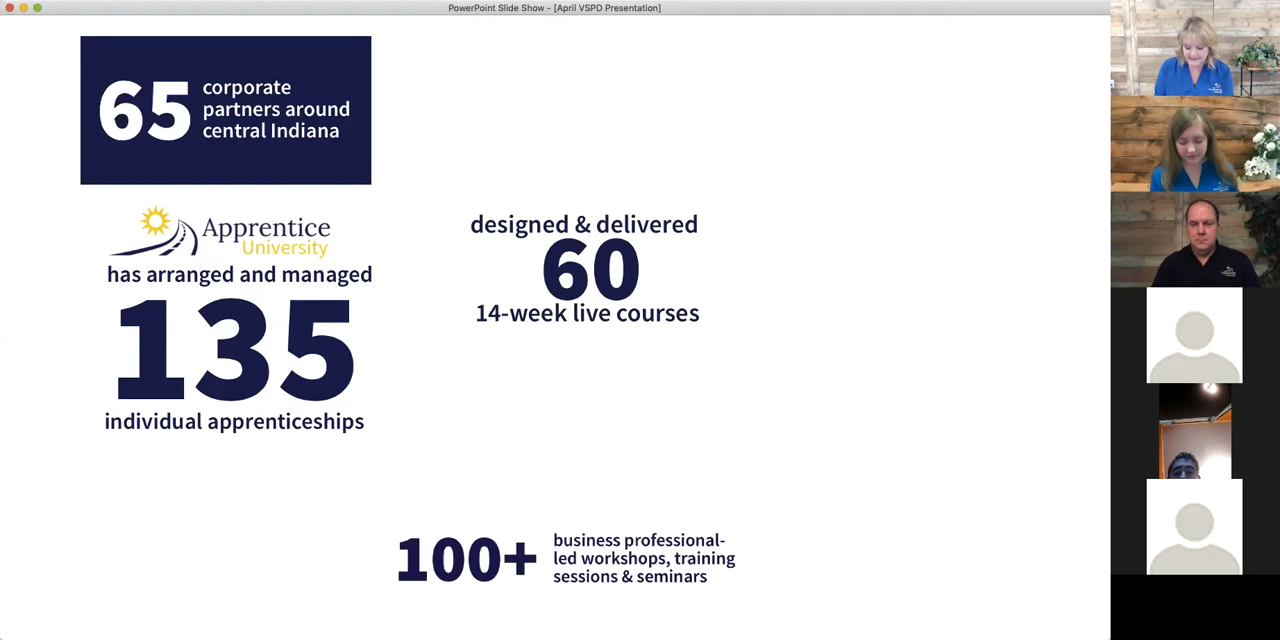 PowerPoint Slide Show - [April VSPD Presentation]
65
corporate
partners around
central Indiana
Apprentice
University
has arranged and managed
135
individual apprenticeships
designed & delivered
60
14-week live courses
100+
business professional-
led workshops, training
sessions & seminars